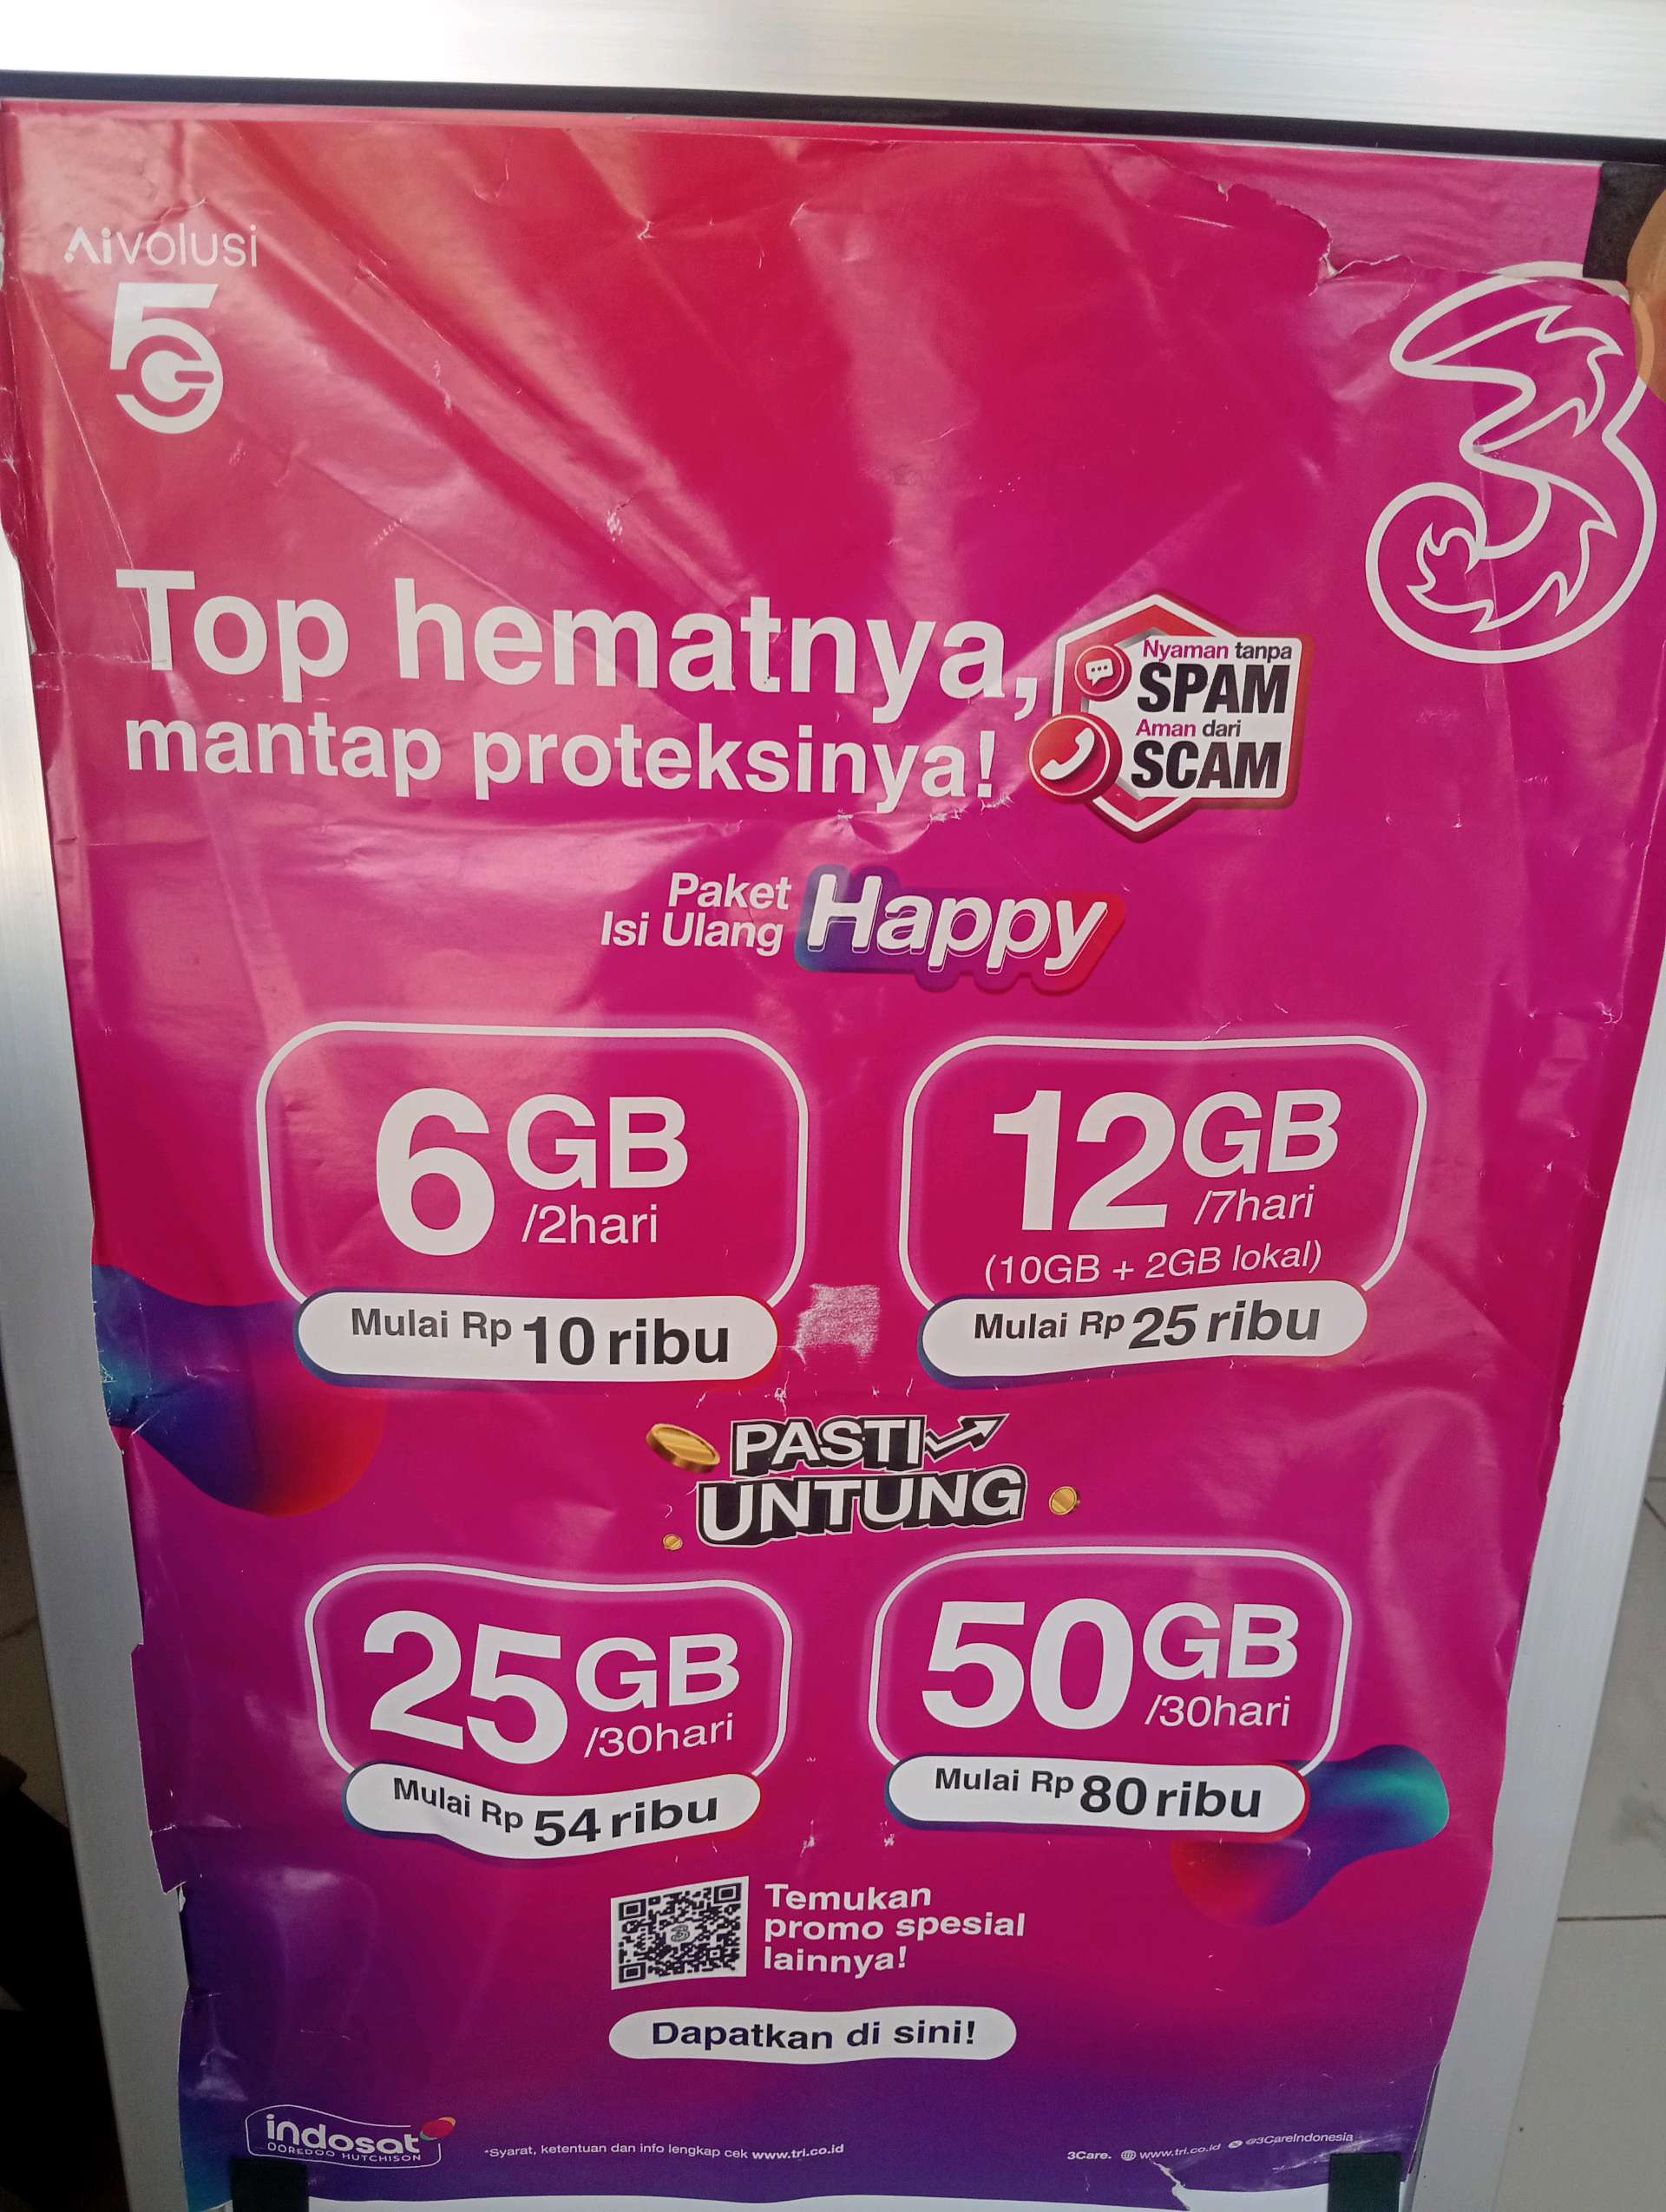 Aivolusi
5G
3
Top hematnya,
mantap proteksinya!
Nyaman tanpa
SPAM
Aman dari
SCAM
Paket
Isi Ulang
Happy
6GB
/2hari
Mulai Rp 10 ribu
12GB
/7hari
(10GB + 2GB lokal)
Mulai Rp 25 ribu
PASTI
UNTUNG
25GB
/30hari
Mulai Rp 54 ribu
50GB
/30hari
Mulai Rp 80 ribu
Temukan
promo spesial
lainnya!
Dapatkan di sini!
indosat
OOREDOO HUTCHISON
*Syarat, ketentuan dan info lengkap cek www.tri.co.id
3Care. www.tri.co.id @3CareIndonesia